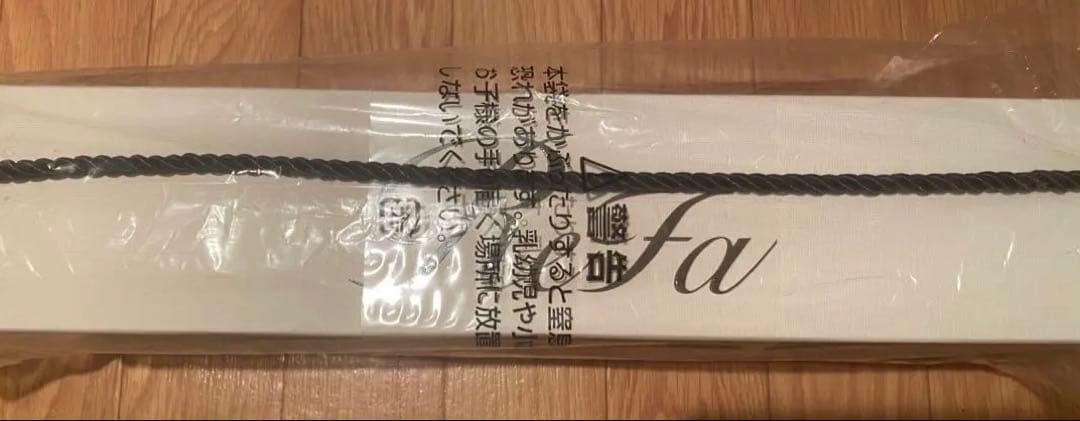 警告
本袋をかぶったりすると窒息
恐れがあります。乳幼児や小
お子様の手の届く場所に放置
しないでください。
ReFa